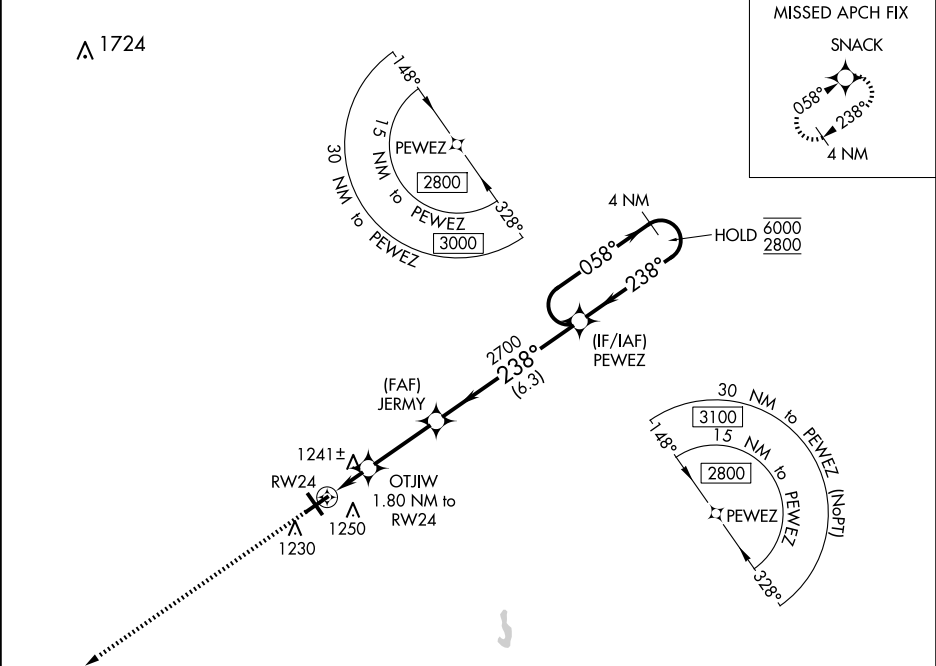 MISSED APCH FIX
SNACK
058°
238°
4 NM
1724
148°
PEWEZ
2800
15 NM to PEWEZ
328°
3000
30 NM to PEWEZ
4 NM
HOLD 6000
2800
058°
238°
(IF/IAF)
PEWEZ
2700
238°
(6.3)
(FAF)
JERMY
1241±
OTJIW
1.80 NM to
RW24
RW24
1250
1230
30 NM to PEWEZ (NoPT)
3100
15 NM to PEWEZ
148°
2800
PEWEZ
328°